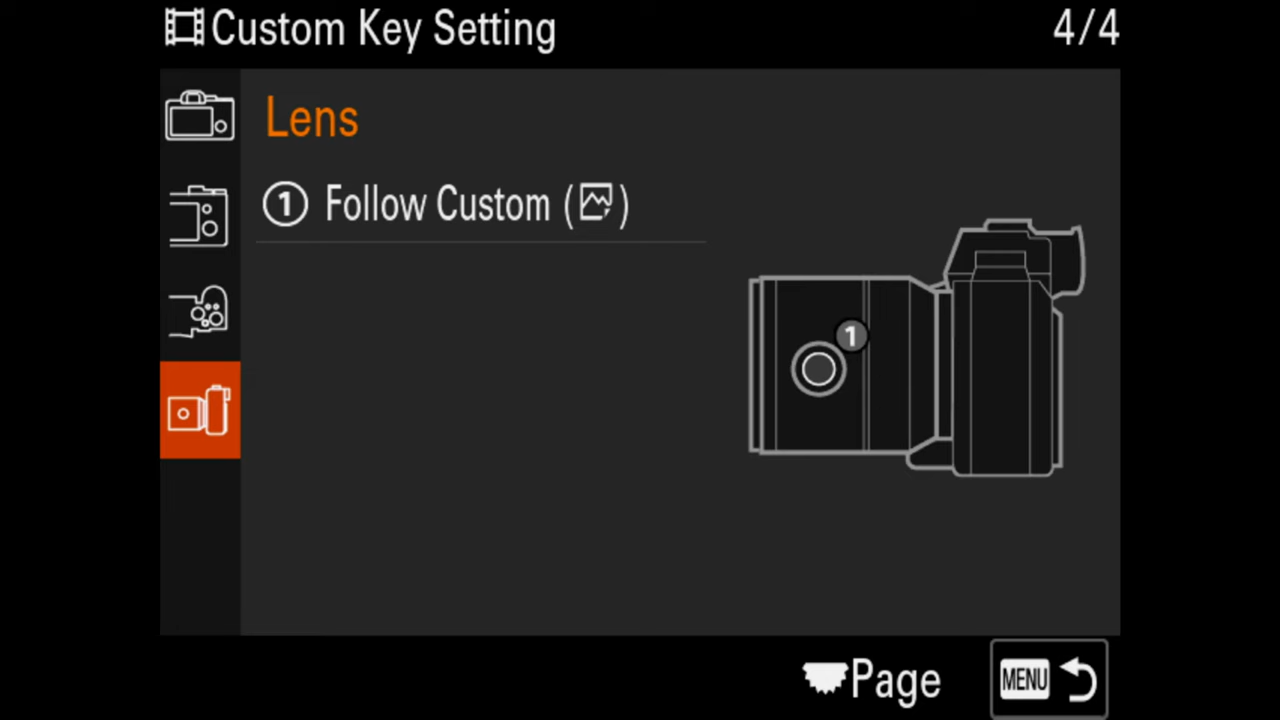 Custom Key Setting 4/4
Lens
1 Follow Custom ( )
1
Page MENU